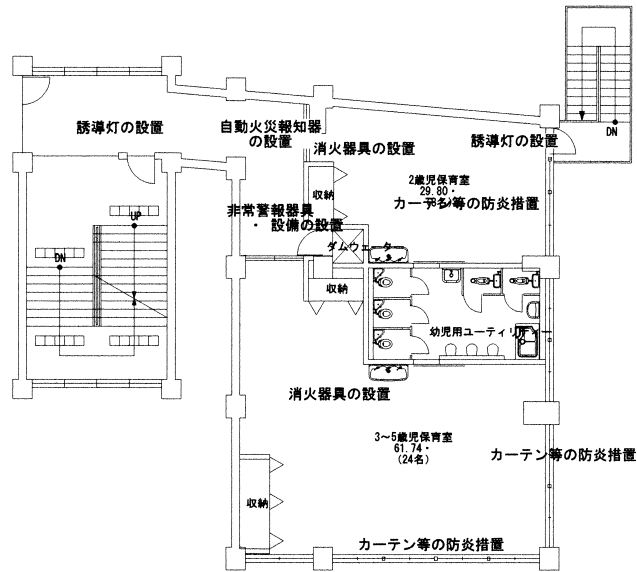 誘導灯の設置
自動火災報知器
の設置
消火器具の設置
誘導灯の設置
DN
2歳児保育室
29.80・
カーテン等の防炎措置
収納
非常警報器具
・ 設備の設置
UP
DN
ダムウェーター
収納
幼児用ユーティリティー
消火器具の設置
3～5歳児保育室
61.74・
(24名)
カーテン等の防炎措置
収納
カーテン等の防炎措置